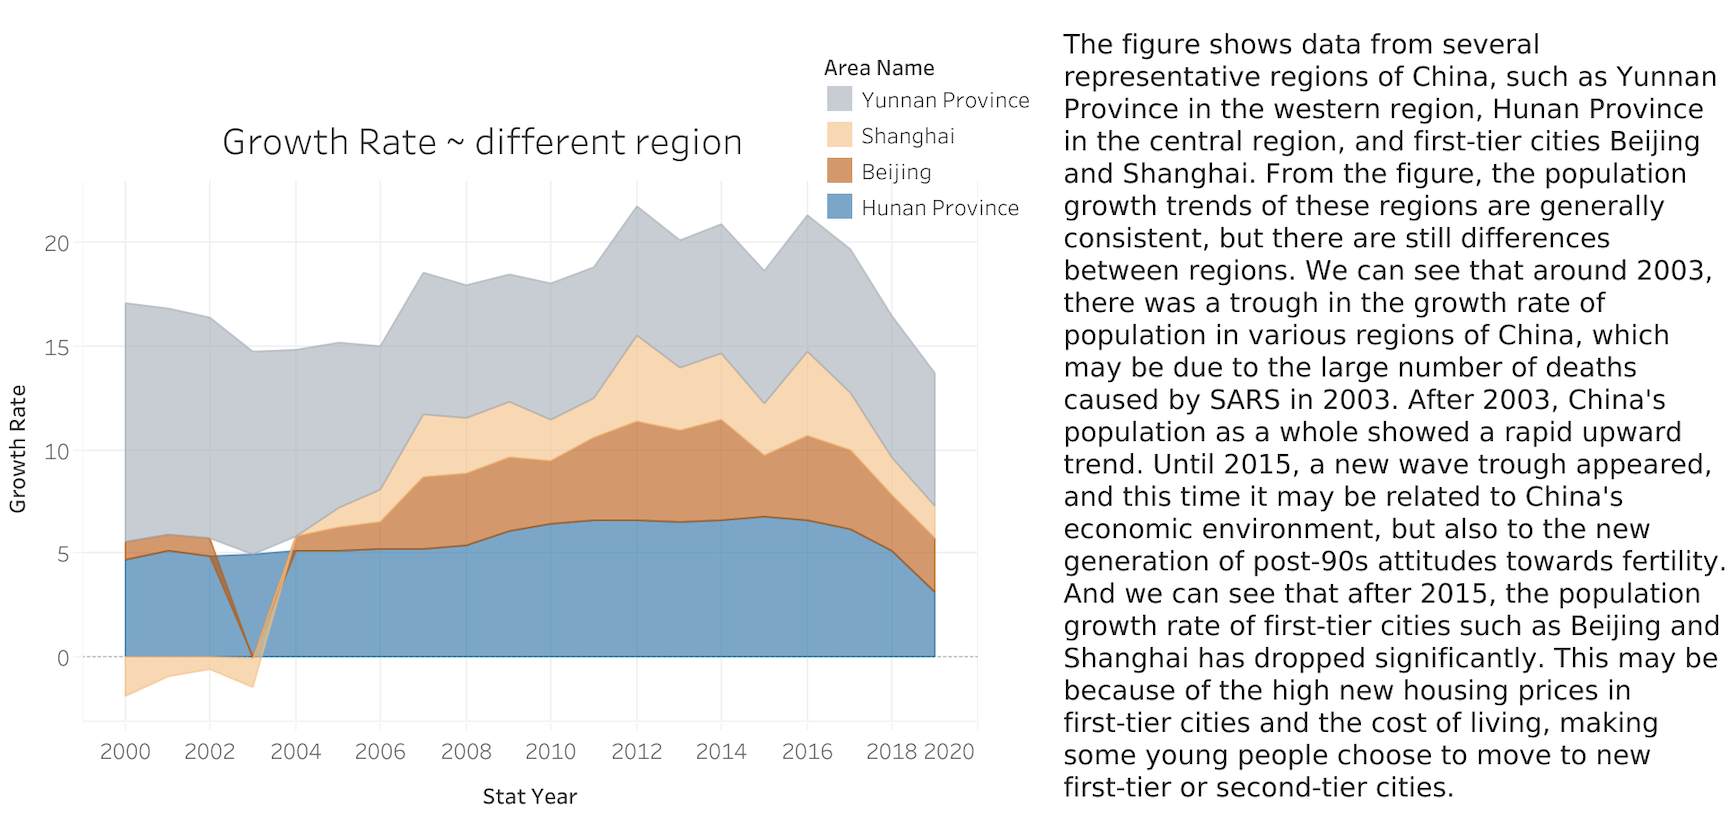 Area Name
Yunnan Province
Shanghai
Beijing
Hunan Province
Growth Rate ~ different region
20
15
10
5
0
Growth Rate
2000 2002 2004 2006 2008 2010 2012 2014 2016 2018 2020
Stat Year
The figure shows data from several
representative regions of China, such as Yunnan
Province in the western region, Hunan Province
in the central region, and first-tier cities Beijing
and Shanghai. From the figure, the population
growth trends of these regions are generally
consistent, but there are still differences
between regions. We can see that around 2003,
there was a trough in the growth rate of
population in various regions of China, which
may be due to the large number of deaths
caused by SARS in 2003. After 2003, China's
population as a whole showed a rapid upward
trend. Until 2015, a new wave trough appeared,
and this time it may be related to China's
economic environment, but also to the new
generation of post-90s attitudes towards fertility.
And we can see that after 2015, the population
growth rate of first-tier cities such as Beijing and
Shanghai has dropped significantly. This may be
because of the high new housing prices in
first-tier cities and the cost of living, making
some young people choose to move to new
first-tier or second-tier cities.